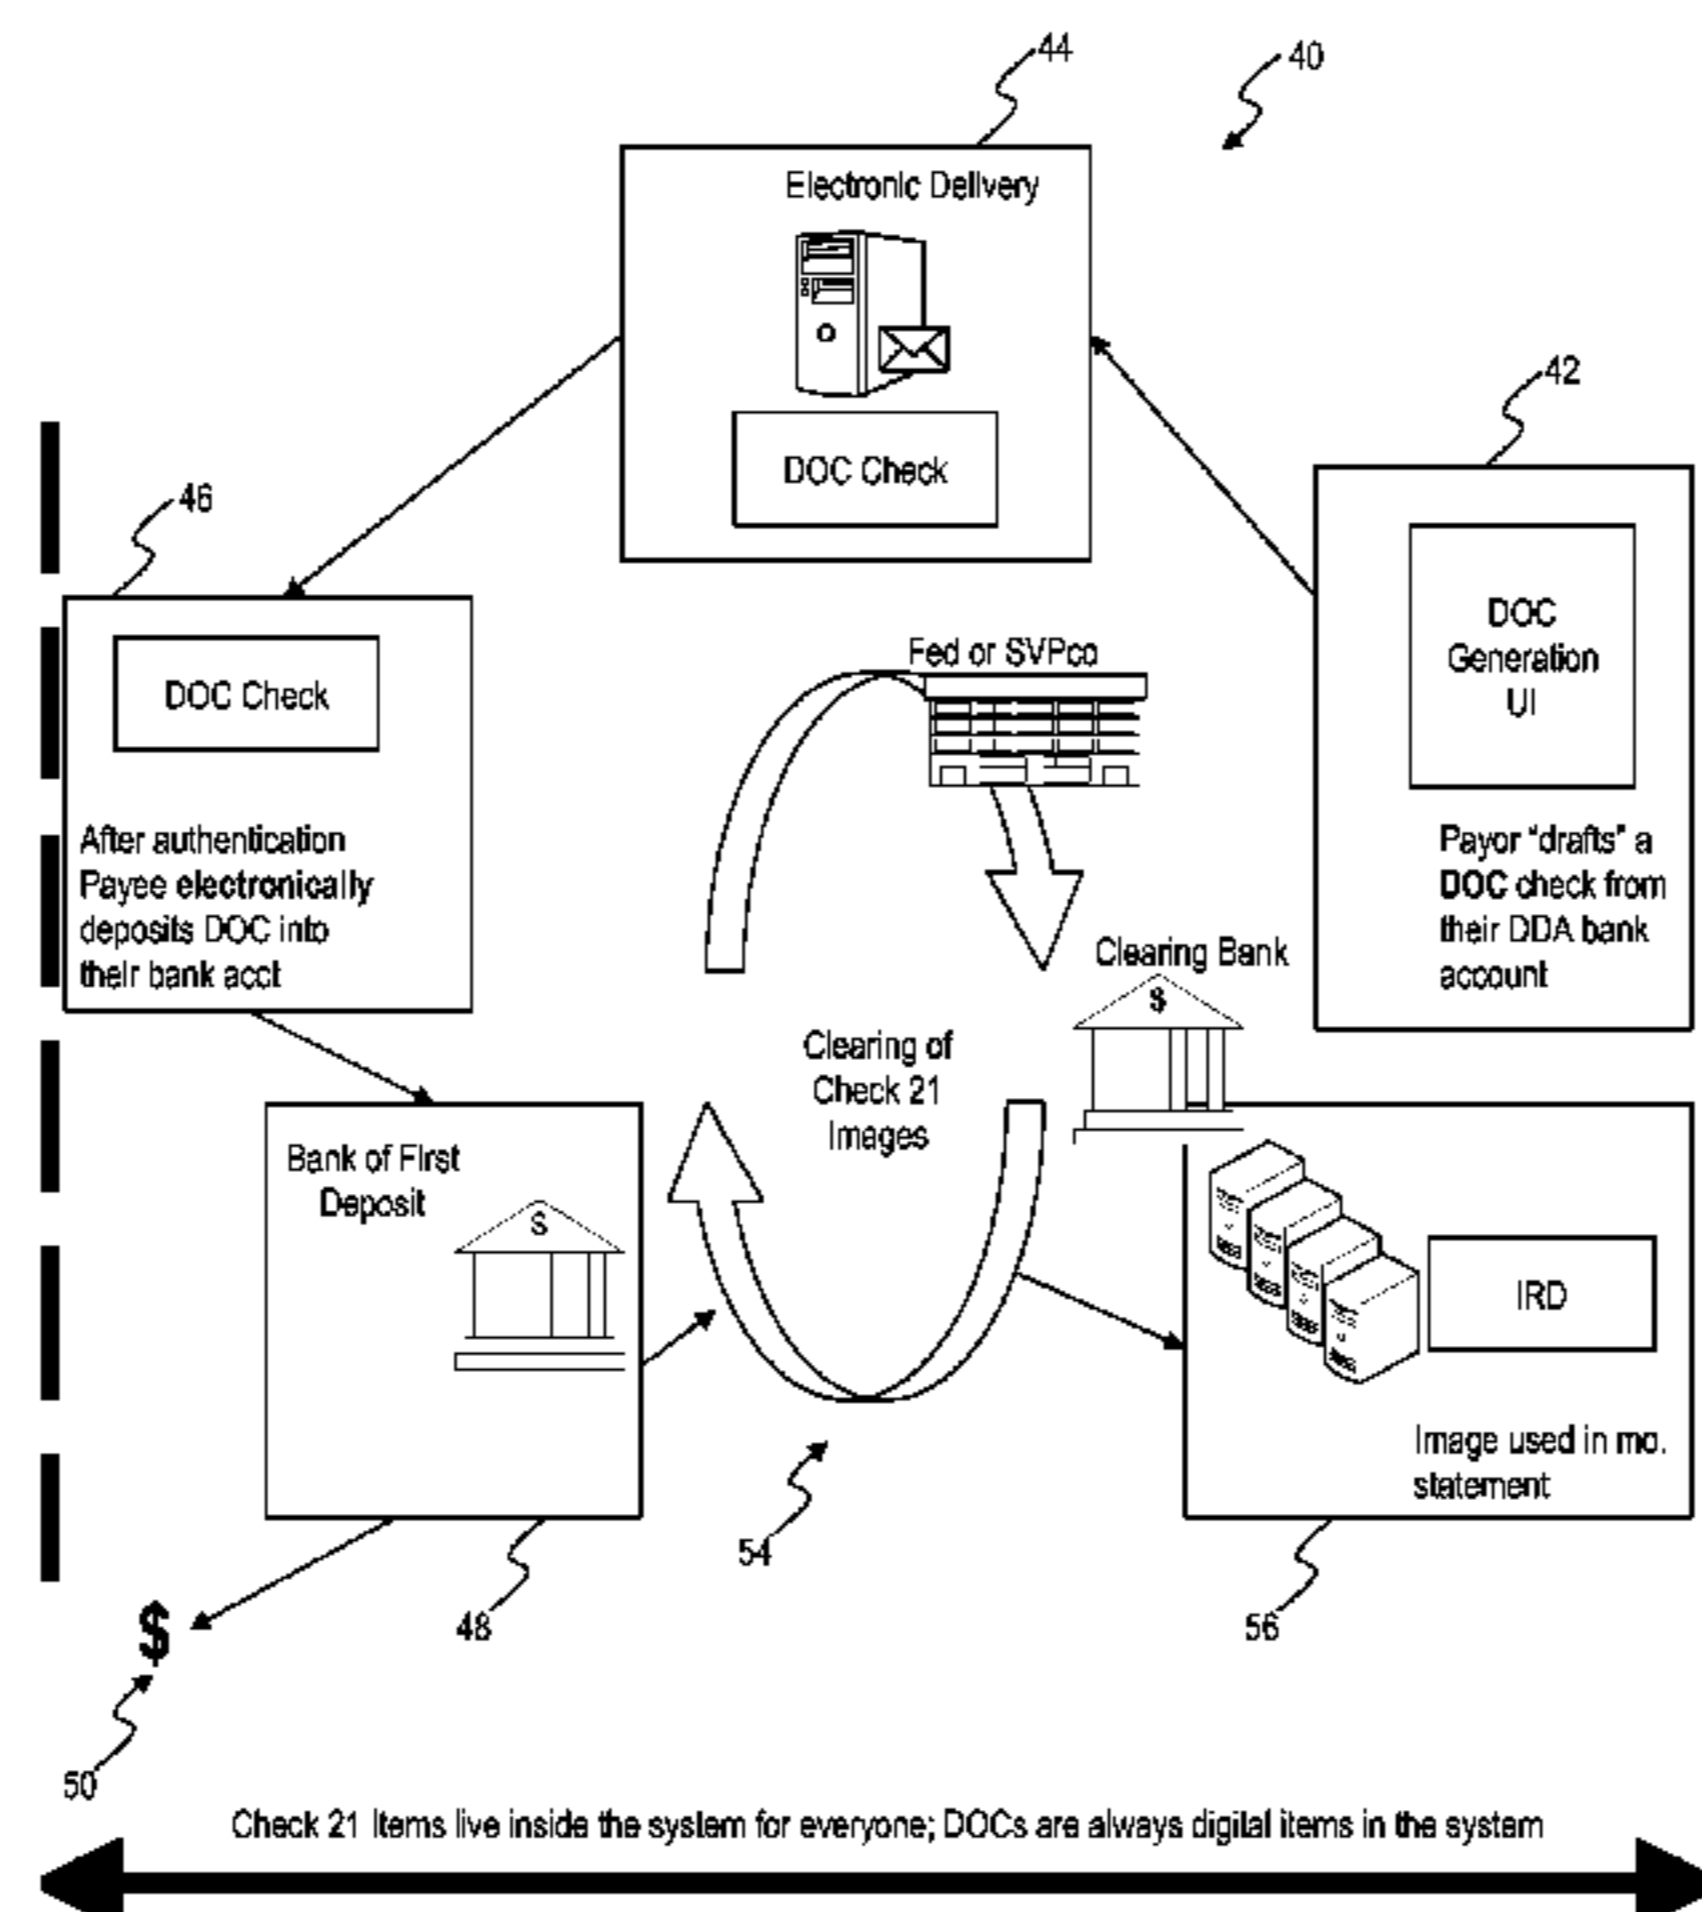 44
40
Electronic Delivery
42
DOC Check
46
DOC
Generation
UI
Fed or SVPco
DOC Check
Payor "drafts" a
DOC check from
their DDA bank
account
After authentication
Payee electronically
deposits DOC into
their bank acct
Clearing Bank
$
Clearing of
Check 21
Images
Bank of First
Deposit
$
IRD
Image used in mo.
statement
54
48
56
$
50
Check 21 Items live inside the system for everyone; DOCs are always digital items in the system